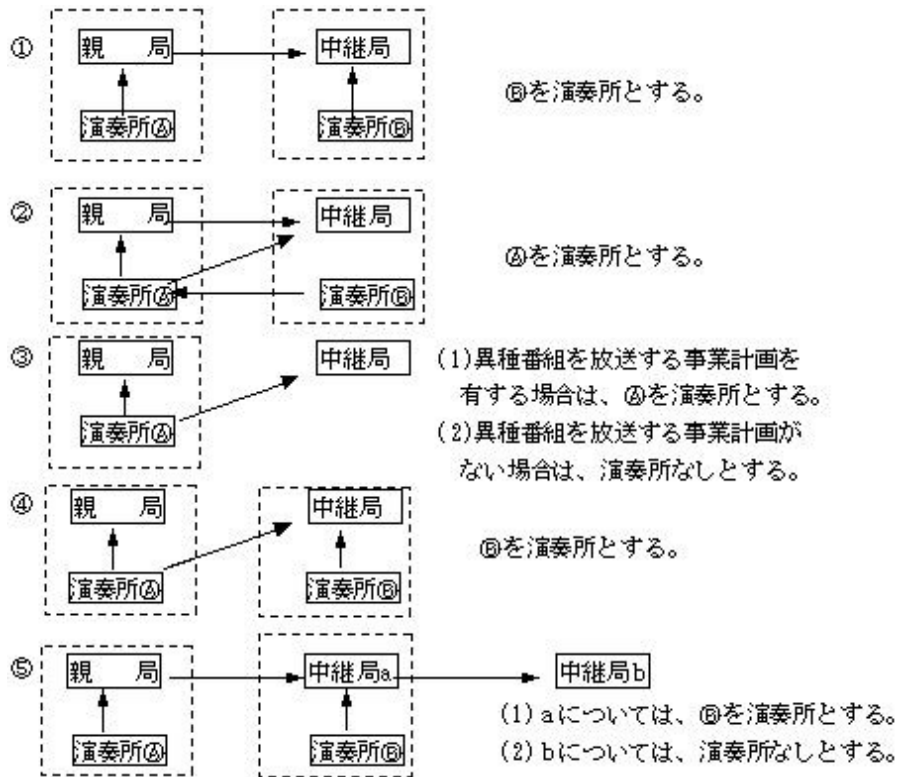 ①
親　　局
中継局
演奏所Ⓐ
演奏所Ⓑ
Ⓑを演奏所とする。
②
親　　局
中継局
演奏所Ⓐ
演奏所Ⓑ
Ⓐを演奏所とする。
③
親　　局
中継局
演奏所Ⓐ
(1)異種番組を放送する事業計画を
有する場合は、Ⓐを演奏所とする。
(2)異種番組を放送する事業計画が
ない場合は、演奏所なしとする。
④
親　　局
中継局
演奏所Ⓐ
演奏所Ⓑ
Ⓑを演奏所とする。
⑤
親　　局
中継局a
中継局b
演奏所Ⓐ
演奏所Ⓑ
(1)aについては、Ⓑを演奏所とする。
(2)bについては、演奏所なしとする。